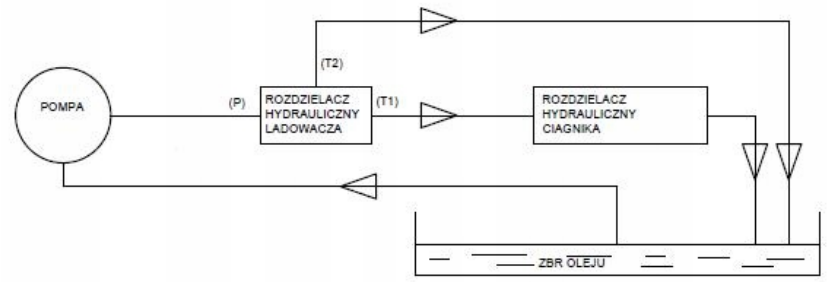 (T2)
POMPA
(P)
ROZDZIELACZ
HYDRAULICZNY
LADOWACZA
(T1)
ROZDZIELACZ
HYDRAULICZNY
CIAGNIKA
ZBR OLEJU